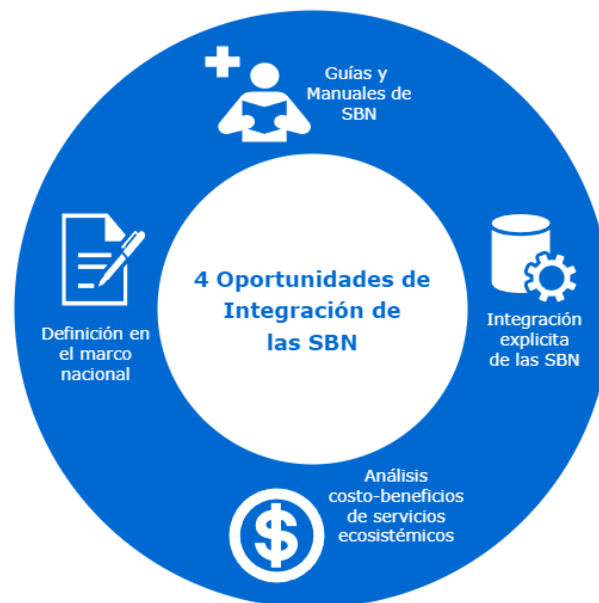 Guías y
Manuales de
SBN
4 Oportunidades de
Integración de
las SBN
Definición en
el marco
nacional
Integración
explicita
de las SBN
Análisis
costo-beneficios
de servicios
ecosistémicos
$